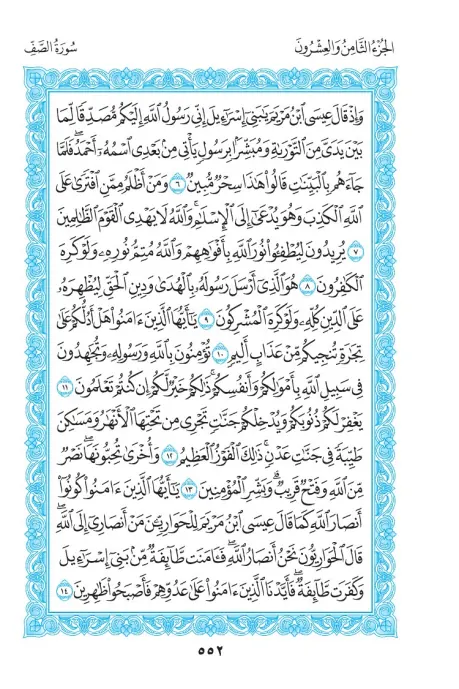 الجُزْءُ الثَّامِنُ وَالعِشْرُونَ
سُورَةُ الصَّفِّ
وَإِذْ قَالَ عِيسَى ٱبْنُ مَرْيَمَ يَٰبَنِىٓ إِسْرَٰٓءِيلَ إِنِّى رَسُولُ ٱللَّهِ إِلَيْكُم مُّصَدِّقًا لِّمَا
بَيْنَ يَدَىَّ مِنَ ٱلتَّوْرَىٰةِ وَمُبَشِّرًۢا بِرَسُولٍ يَأْتِى مِنۢ بَعْدِى ٱسْمُهُۥٓ أَحْمَدُ ۖ فَلَمَّا
جَآءَهُم بِٱلْبَيِّنَٰتِ قَالُوا۟ هَٰذَا سِحْرٌ مُّبِينٌ ٦ وَمَنْ أَظْلَمُ مِمَّنِ ٱفْتَرَىٰ عَلَى
ٱللَّهِ ٱلْكَذِبَ وَهُوَ يُدْعَىٰٓ إِلَى ٱلْإِسْلَٰمِ ۚ وَٱللَّهُ لَا يَهْدِى ٱلْقَوْمَ ٱلظَّٰلِمِينَ
٧ يُرِيدُونَ لِيُطْفِـُٔوا۟ نُورَ ٱللَّهِ بِأَفْوَٰهِهِمْ وَٱللَّهُ مُتِمُّ نُورِهِۦ وَلَوْ كَرِهَ
ٱلْكَٰفِرُونَ ٨ هُوَ ٱلَّذِىٓ أَرْسَلَ رَسُولَهُۥ بِٱلْهُدَىٰ وَدِينِ ٱلْحَقِّ لِيُظْهِرَهُۥ
عَلَى ٱلدِّينِ كُلِّهِۦ وَلَوْ كَرِهَ ٱلْمُشْرِكُونَ ٩ يَٰٓأَيُّهَا ٱلَّذِينَ ءَامَنُوا۟ هَلْ أَدُلُّكُمْ عَلَىٰ
تِجَٰرَةٍ تُنجِيكُم مِّنْ عَذَابٍ أَلِيمٍ ١٠ تُؤْمِنُونَ بِٱللَّهِ وَرَسُولِهِۦ وَتُجَٰهِدُونَ
فِى سَبِيلِ ٱللَّهِ بِأَمْوَٰلِكُمْ وَأَنفُسِكُمْ ۚ ذَٰلِكُمْ خَيْرٌ لَّكُمْ إِن كُنتُمْ تَعْلَمُونَ ١١
يَغْفِرْ لَكُمْ ذُنُوبَكُمْ وَيُدْخِلْكُمْ جَنَّٰتٍ تَجْرِى مِن تَحْتِهَا ٱلْأَنْهَٰرُ وَمَسَٰكِنَ
طَيِّبَةً فِى جَنَّٰتِ عَدْنٍ ۚ ذَٰلِكَ ٱلْفَوْزُ ٱلْعَظِيمُ ١٢ وَأُخْرَىٰ تُحِبُّونَهَا ۖ نَصْرٌ
مِّنَ ٱللَّهِ وَفَتْحٌ قَرِيبٌ ۗ وَبَشِّرِ ٱلْمُؤْمِنِينَ ١٣ يَٰٓأَيُّهَا ٱلَّذِينَ ءَامَنُوا۟ كُونُوٓا۟
أَنصَارَ ٱللَّهِ كَمَا قَالَ عِيسَى ٱبْنُ مَرْيَمَ لِلْحَوَارِيِّـۧنَ مَنْ أَنصَارِىٓ إِلَى ٱللَّهِ ۖ
قَالَ ٱلْحَوَارِيُّونَ نَحْنُ أَنصَارُ ٱللَّهِ ۖ فَـَٔامَنَت طَّآئِفَةٌ مِّنۢ بَنِىٓ إِسْرَٰٓءِيلَ
وَكَفَرَت طَّآئِفَةٌ ۖ فَأَيَّدْنَا ٱلَّذِينَ ءَامَنُوا۟ عَلَىٰ عَدُوِّهِمْ فَأَصْبَحُوا۟ ظَٰهِرِينَ ١٤
٥٥٢